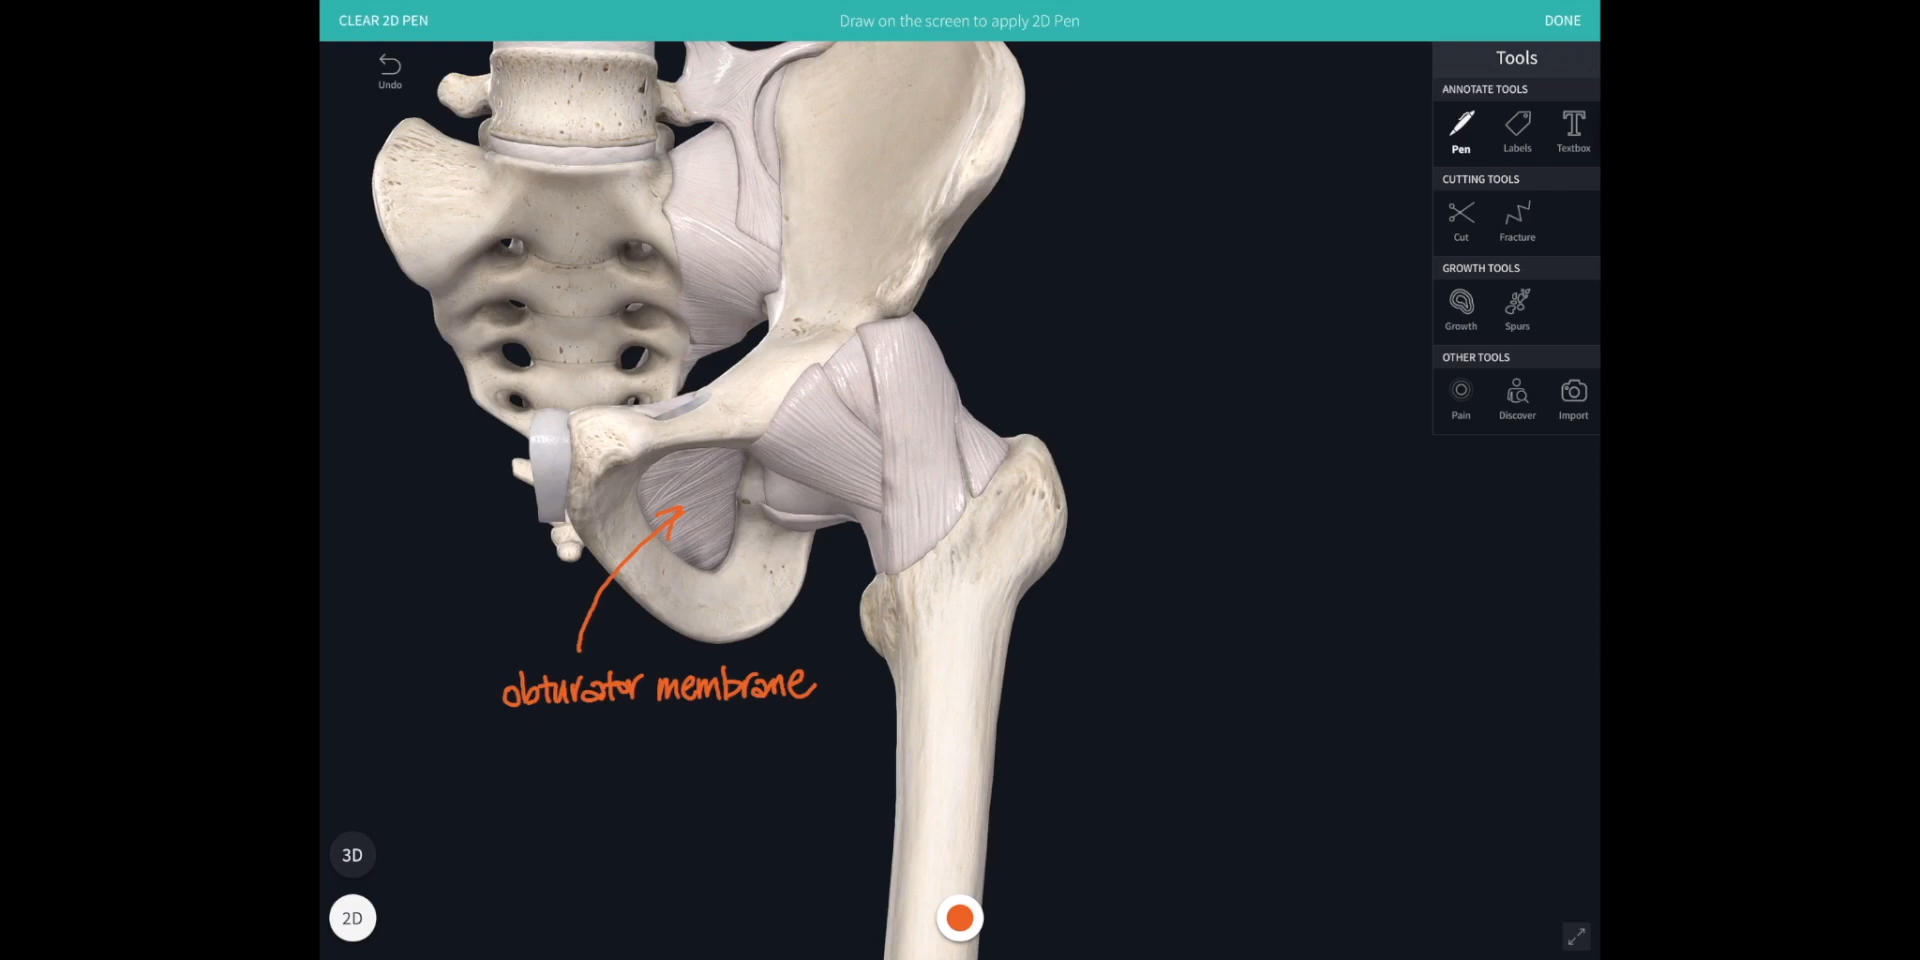 CLEAR 2D PEN
Draw on the screen to apply 2D Pen
DONE
Undo
Tools
ANNOTATE TOOLS
Pen
Labels
Textbox
CUTTING TOOLS
Cut
Fracture
GROWTH TOOLS
Growth
Spurs
OTHER TOOLS
Pain
Discover
Import
obturator membrane
3D
2D